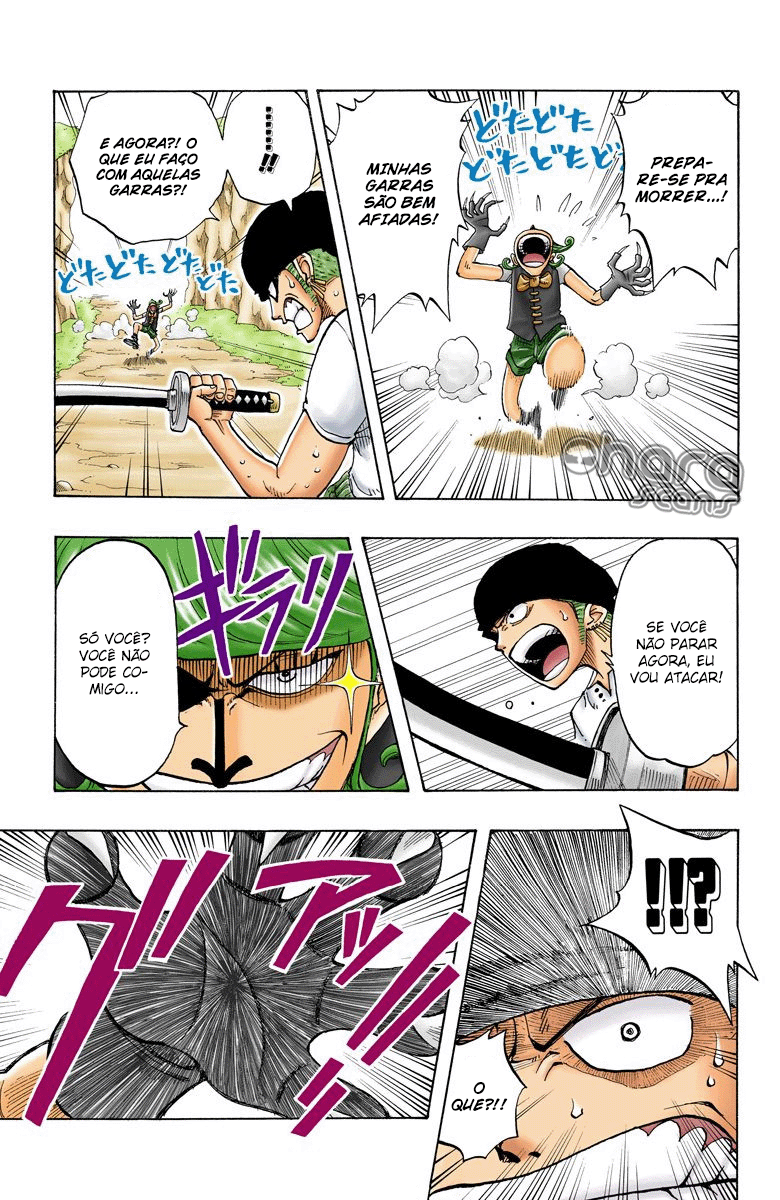 PREPA-
RE-SE PRA
MORRER...!
どたどた
どたどたど
MINHAS
GARRAS
SÃO BEM
AFIADAS!
......!!
E AGORA?! O
QUE EU FAÇO
COM AQUELAS
GARRAS?!
どたどたどたどた
SE VOCÊ
NÃO PARAR
AGORA, EU
VOU ATACAR!
ギラリ
SÓ VOCÊ?
VOCÊ NÃO
PODE CO-
MIGO...
!!!?
O
QUE?!!
グアッ!!
ohara
scans